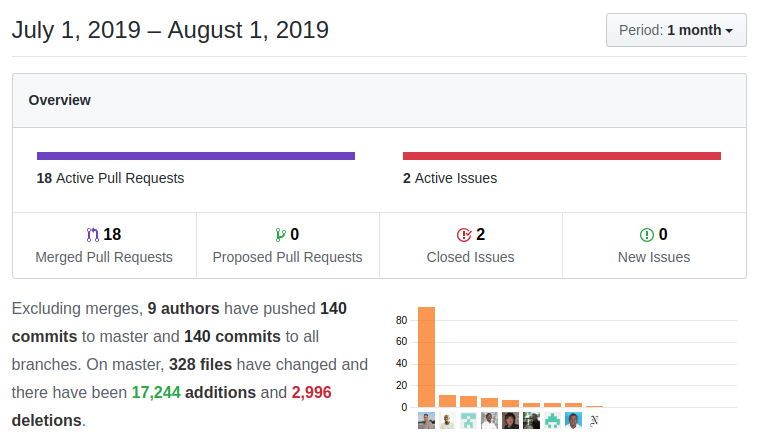 July 1, 2019 – August 1, 2019
Period: 1 month
Overview
18 Active Pull Requests
2 Active Issues
18
Merged Pull Requests
0
Proposed Pull Requests
2
Closed Issues
0
New Issues
Excluding merges, 9 authors have pushed 140
commits to master and 140 commits to all
branches. On master, 328 files have changed and
there have been 17,244 additions and 2,996
deletions.
80
60
40
20
0